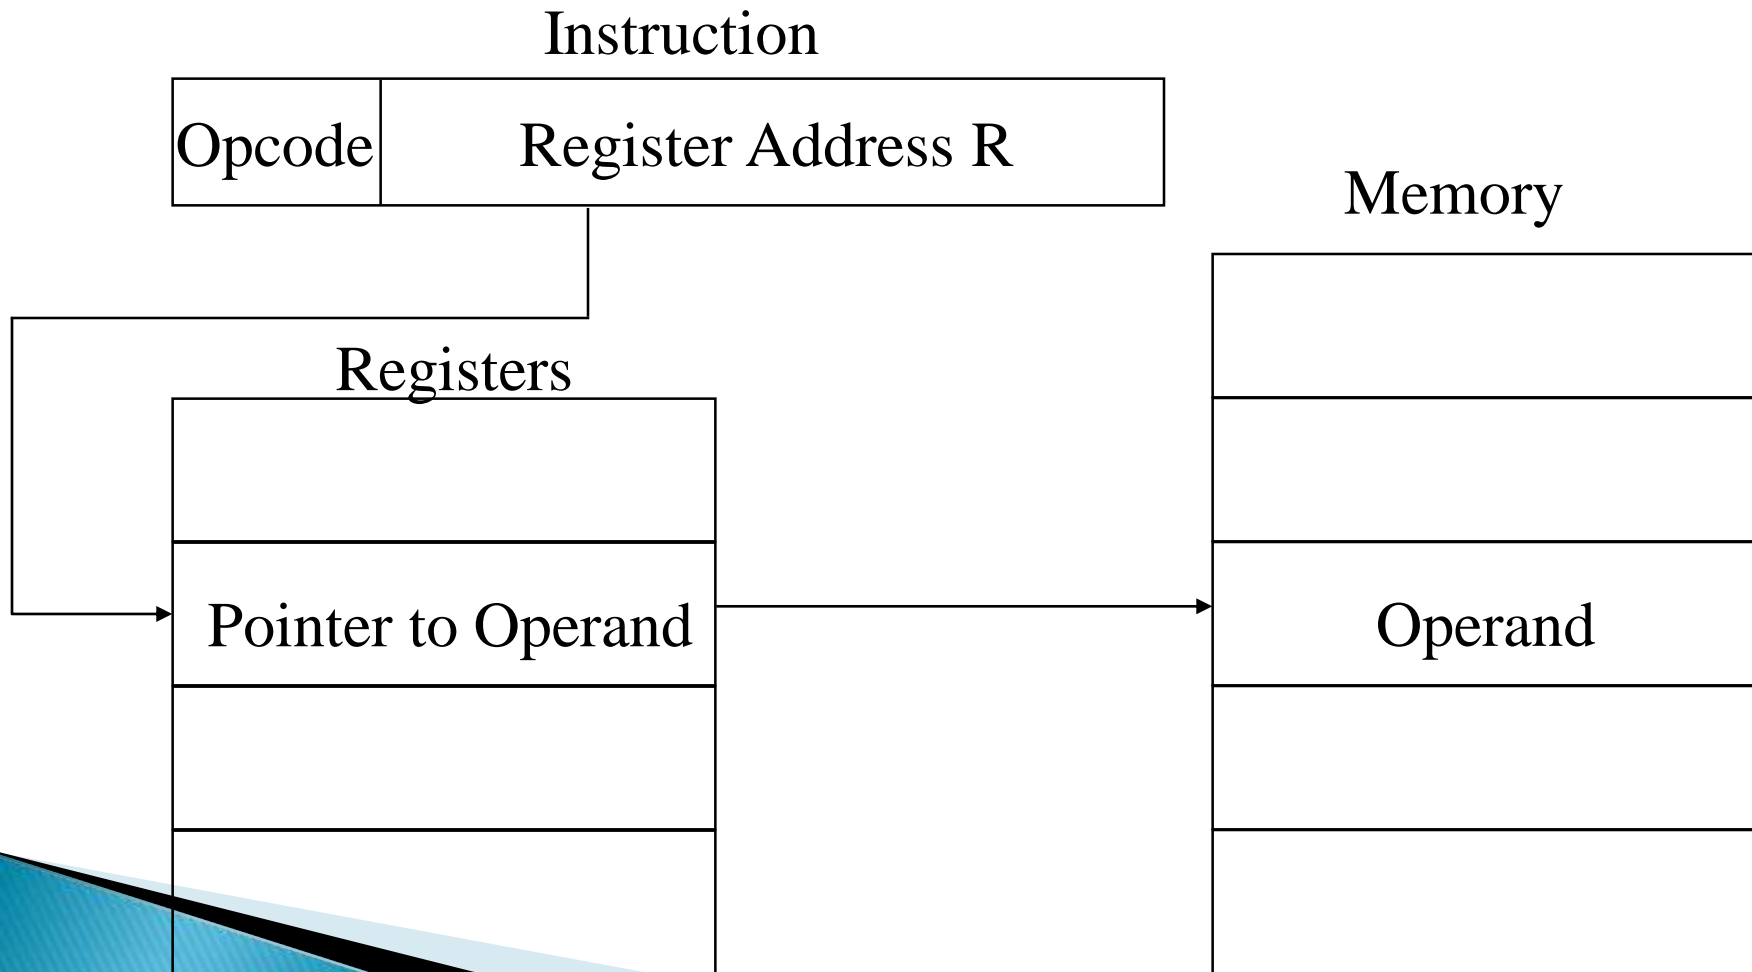 Instruction
Opcode
Register Address R
Memory
Registers
Pointer to Operand
Operand